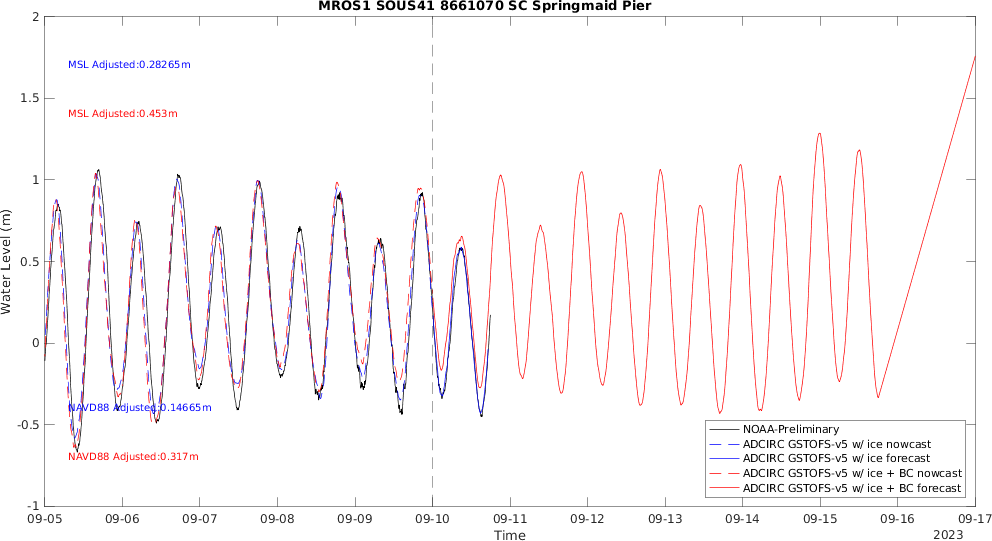 MROS1 SOUS41 8661070 SC Springmaid Pier
2
1.5
1
0.5
0
-0.5
-1
Water Level (m)
MSL Adjusted:0.28265m
MSL Adjusted:0.453m
NAVD88 Adjusted:0.14665m
NAVD88 Adjusted:0.317m
NOAA-Preliminary
ADCIRC GSTOFS-v5 w/ ice nowcast
ADCIRC GSTOFS-v5 w/ ice forecast
ADCIRC GSTOFS-v5 w/ ice + BC nowcast
ADCIRC GSTOFS-v5 w/ ice + BC forecast
09-05 09-06 09-07 09-08 09-09 09-10 09-11 09-12 09-13 09-14 09-15 09-16 09-17
Time
2023